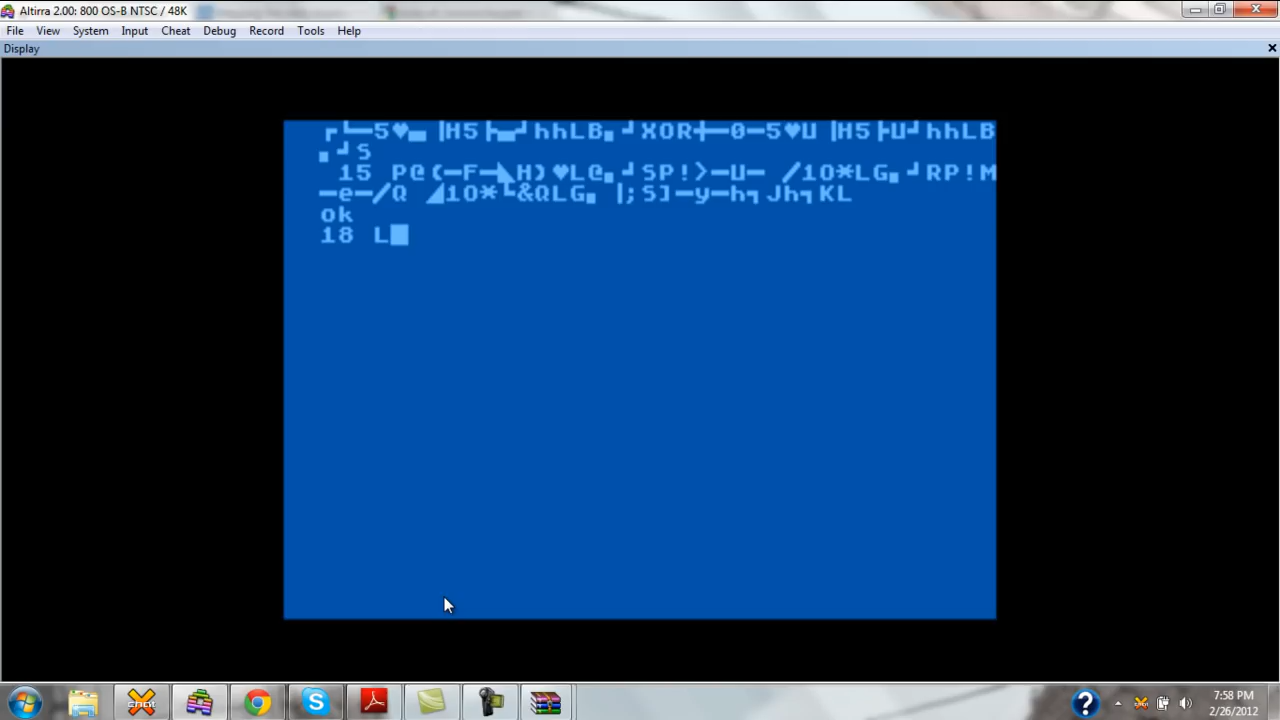 Altirra 2.00: 800 OS-B NTSC / 48K
File View System Input Cheat Debug Record Tools Help
Display
┌└─5♥▄ |H5├▄┘hhLB▖┘XOR┼─0─5♥U |H5├U┘hhLB
▖┘S
15 P@(─F─◣H)♥L@▖┘SP!>─U─ /10*LG▖┘RP!M
─e─/Q ◢10*└&QLG▖ |;S]─y─h┐Jh┐KL
ok
18 L
7:58 PM
2/26/2012